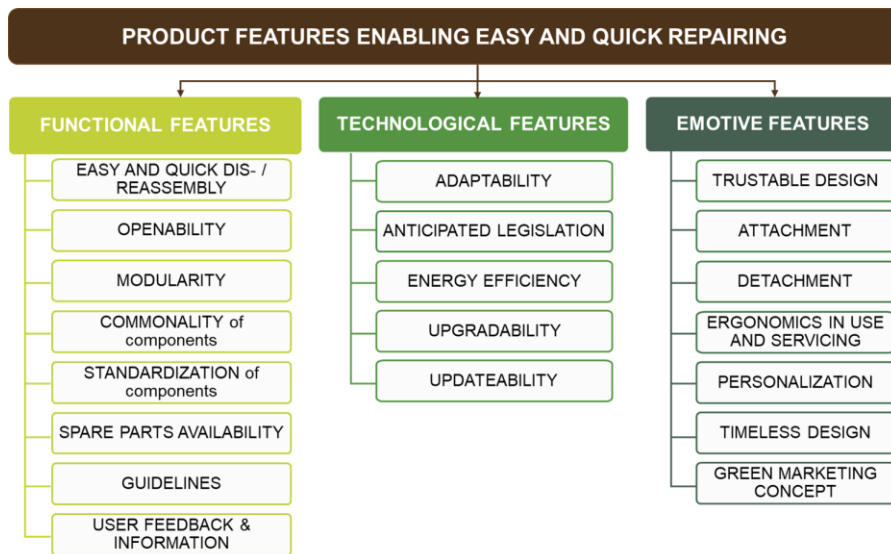 PRODUCT FEATURES ENABLING EASY AND QUICK REPAIRING
FUNCTIONAL FEATURES
EASY AND QUICK DIS- /
REASSEMBLY
OPENABILITY
MODULARITY
COMMONALITY of
components
STANDARDIZATION of
components
SPARE PARTS AVAILABILITY
GUIDELINES
USER FEEDBACK &
INFORMATION
TECHNOLOGICAL FEATURES
ADAPTABILITY
ANTICIPATED LEGISLATION
ENERGY EFFICIENCY
UPGRADABILITY
UPDATEABILITY
EMOTIVE FEATURES
TRUSTABLE DESIGN
ATTACHMENT
DETACHMENT
ERGONOMICS IN USE
AND SERVICING
PERSONALIZATION
TIMELESS DESIGN
GREEN MARKETING
CONCEPT